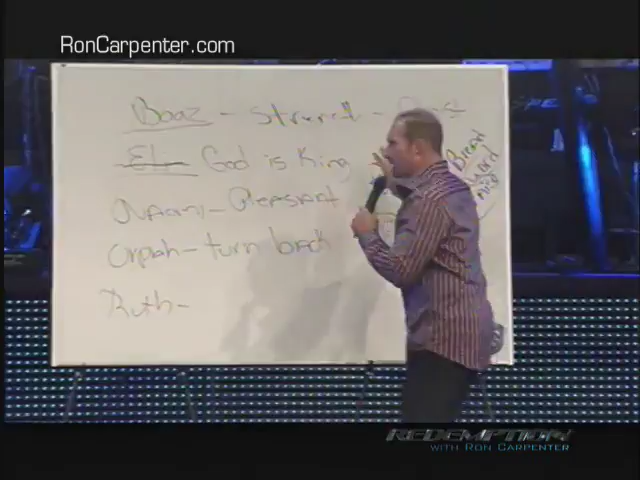 RonCarpenter.com
Boaz - Strength -
Eli God is King
Naomi - Pleasant
Orpah - turn back
Ruth -
Bread
Word
REDEMPTION
WITH RON CARPENTER